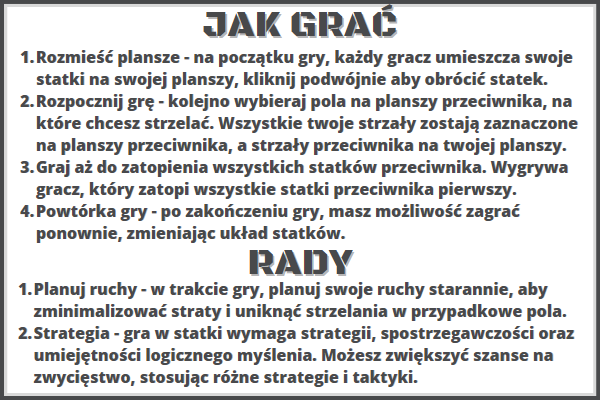 JAK GRAĆ
1. Rozmieść plansze - na początku gry, każdy gracz umieszcza swoje
statki na swojej planszy, kliknij podwójnie aby obrócić statek.
2. Rozpocznij grę - kolejno wybieraj pola na planszy przeciwnika, na
które chcesz strzelać. Wszystkie twoje strzały zostają zaznaczone
na planszy przeciwnika, a strzały przeciwnika na twojej planszy.
3. Graj aż do zatopienia wszystkich statków przeciwnika. Wygrywa
gracz, który zatopi wszystkie statki przeciwnika pierwszy.
4. Powtórka gry - po zakończeniu gry, masz możliwość zagrać
ponownie, zmieniając układ statków.
RADY
1. Planuj ruchy - w trakcie gry, planuj swoje ruchy starannie, aby
zminimalizować straty i uniknąć strzelania w przypadkowe pola.
2. Strategia - gra w statki wymaga strategii, spostrzegawczości oraz
umiejętności logicznego myślenia. Możesz zwiększyć szanse na
zwycięstwo, stosując różne strategie i taktyki.